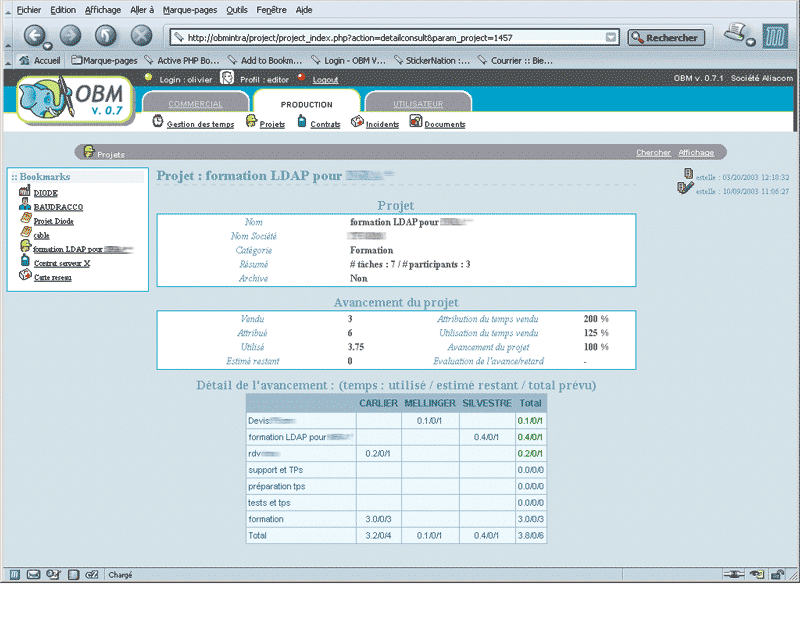 Fichier Edition Affichage Aller à Marque-pages Outils Fenêtre Aide
http://obmintra/project/project_index.php?action=detailconsult&param_project=1457 Rechercher
Accueil Marque-pages Active PHP Bo... Add to Bookm... Login - OBM V... StickerNation :... Courrier :: Bie...
Login : olivier Profil : editor Logout OBM v. 0.7.1 Société Aliacom
OBM v. 0.7
COMMERCIAL PRODUCTION UTILISATEUR
Gestion des temps Projets Contrats Incidents Documents
Projets Chercher Affichage
:: Bookmarks
DIODE
BAUDRACCO
Projet Diode
cable
formation LDAP pour
Contrat serveur X
Carte reseau
Projet : formation LDAP pour
estelle : 03/20/2003 12:18:32
estelle : 10/09/2003 11:06:27
Projet
Nom formation LDAP pour
Nom Société
Catégorie Formation
Résumé # tâches : 7 / # participants : 3
Archive Non
Avancement du projet
Vendu 3 Attribution du temps vendu 200 %
Attribué 6 Utilisation du temps vendu 125 %
Utilisé 3.75 Avancement du projet 100 %
Estimé restant 0 Evaluation de l'avance/retard -
Détail de l'avancement : (temps : utilisé / estimé restant / total prévu)
CARLIER MELLINGER SILVESTRE Total
Devis 0.1/0/1 0.1/0/1
formation LDAP pour 0.4/0/1 0.4/0/1
rdv 0.2/0/1 0.2/0/1
support et TPs 0.0/0/0
préparation tps 0.0/0/0
tests et tps 0.0/0/0
formation 3.0/0/3 3.0/0/3
Total 3.2/0/4 0.1/0/1 0.4/0/1 3.8/0/6
Chargé